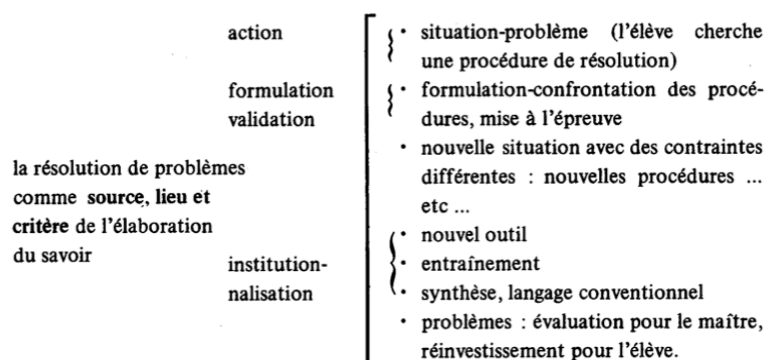 action
· situation-problème (l'élève cherche
une procédure de résolution)
formulation
validation
· formulation-confrontation des procé-
dures, mise à l'épreuve
· nouvelle situation avec des contraintes
différentes : nouvelles procédures ...
etc ...
la résolution de problèmes
comme source, lieu et
critère de l'élaboration
du savoir
institution-
nalisation
· nouvel outil
· entraînement
· synthèse, langage conventionnel
· problèmes : évaluation pour le maître,
réinvestissement pour l'élève.